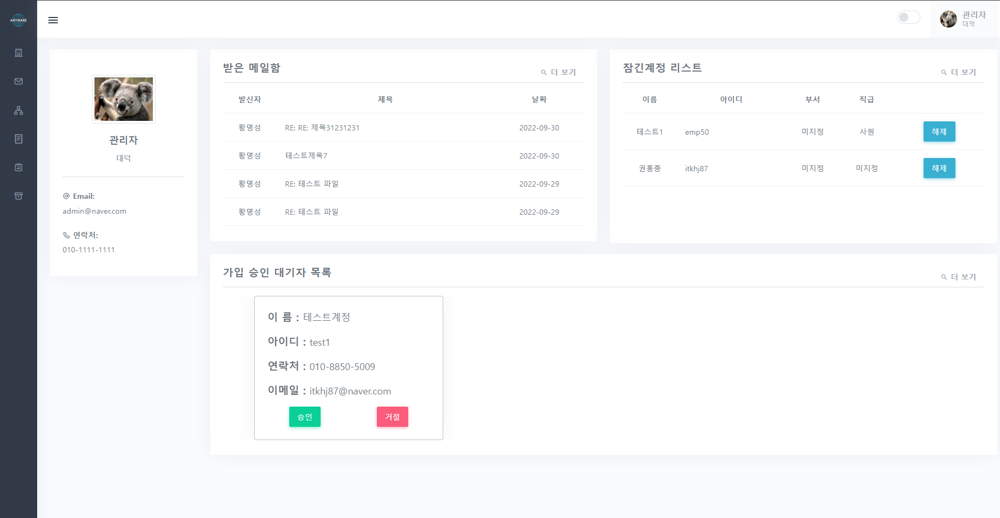 ANYWARE
관리자
대덕
관리자
대덕
Email:
admin@naver.com
연락처:
010-1111-1111
받은 메일함
더 보기
발신자 제목 날짜
황명성 RE: RE: 제목31231231 2022-09-30
황명성 테스트제목7 2022-09-30
황명성 RE: 테스트 파일 2022-09-29
황명성 RE: 테스트 파일 2022-09-29
잠긴계정 리스트
더 보기
이름 아이디 부서 직급
테스트1 emp50 미지정 사원 해제
권홍종 itkhj87 미지정 미지정 해제
가입 승인 대기자 목록
더 보기
이 름 : 테스트계정
아이디 : test1
연락처 : 010-8850-5009
이메일 : itkhj87@naver.com
승인 거절